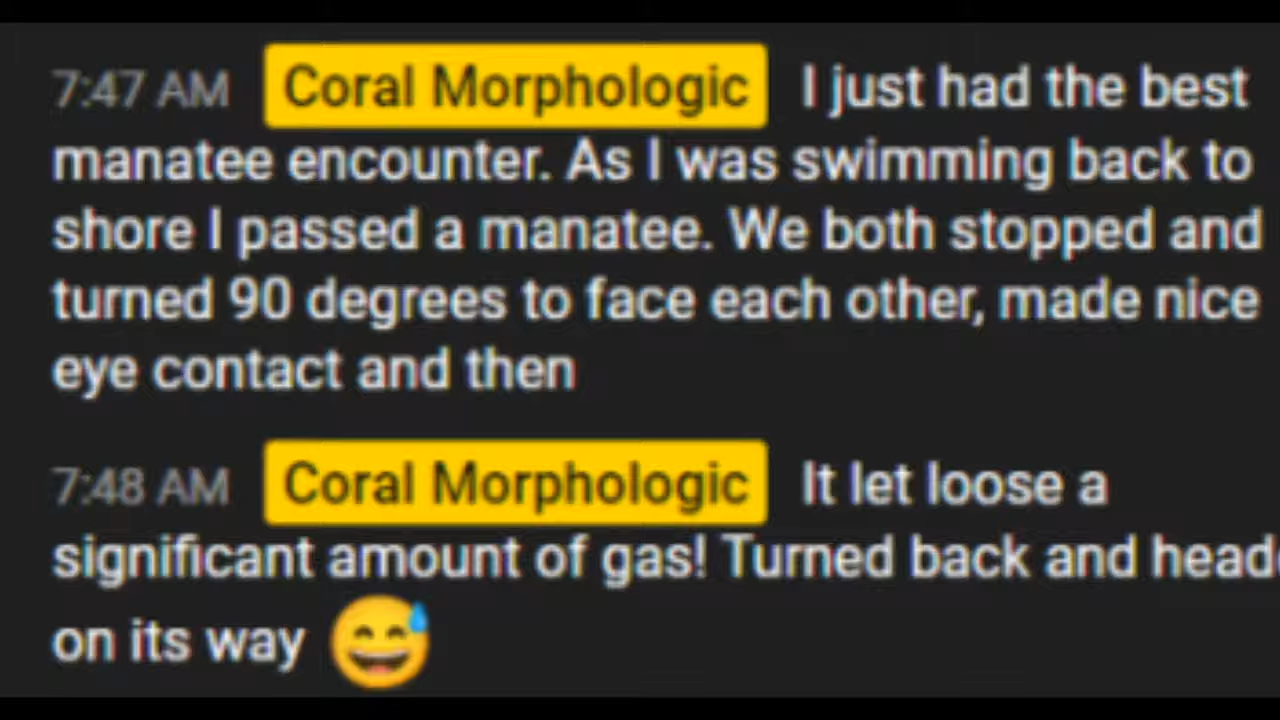 7:47 AM Coral Morphologic I just had the best
manatee encounter. As I was swimming back to
shore I passed a manatee. We both stopped and
turned 90 degrees to face each other, made nice
eye contact and then
7:48 AM Coral Morphologic It let loose a
significant amount of gas! Turned back and head
on its way 😅